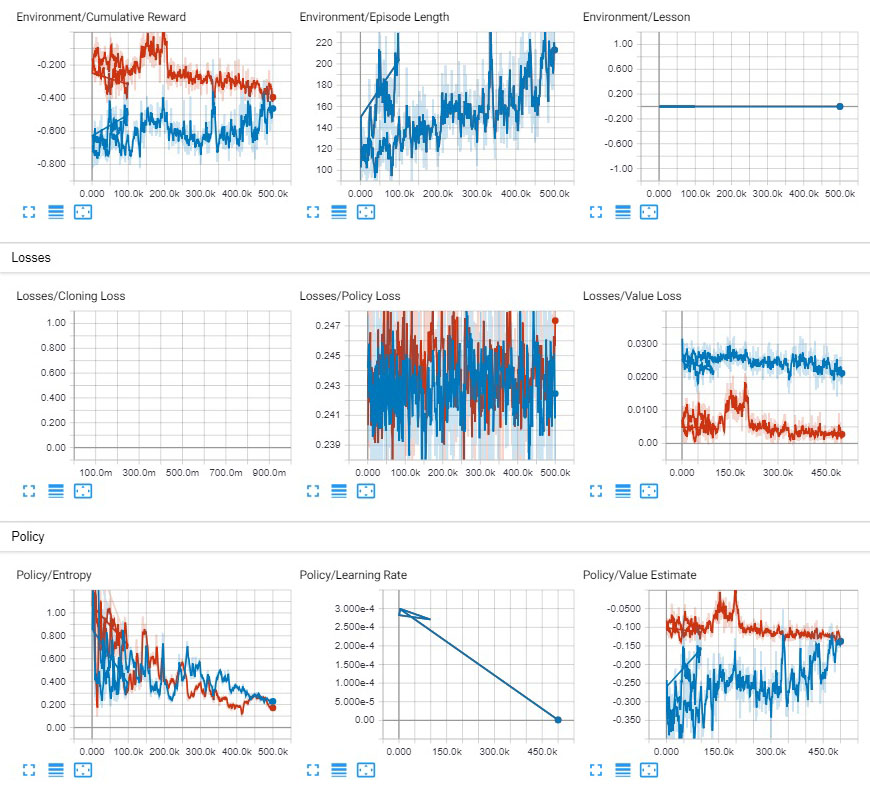 Environment/Cumulative Reward
-0.200
-0.400
-0.600
-0.800
0.000 100.0k 200.0k 300.0k 400.0k 500.0k
Environment/Episode Length
220
200
180
160
140
120
100
0.000 100.0k 200.0k 300.0k 400.0k 500.0k
Environment/Lesson
1.00
0.600
0.200
-0.200
-0.600
-1.00
0.000 100.0k 200.0k 300.0k 400.0k 500.0k
Losses
Losses/Cloning Loss
1.00
0.800
0.600
0.400
0.200
0.00
100.0m 300.0m 500.0m 700.0m 900.0m
Losses/Policy Loss
0.247
0.245
0.243
0.241
0.239
0.000 100.0k 200.0k 300.0k 400.0k 500.0k
Losses/Value Loss
0.0300
0.0200
0.0100
0.00
0.000 150.0k 300.0k 450.0k
Policy
Policy/Entropy
1.00
0.800
0.600
0.400
0.200
0.00
0.000 100.0k 200.0k 300.0k 400.0k 500.0k
Policy/Learning Rate
3.000e-4
2.500e-4
2.000e-4
1.500e-4
1.000e-4
5.000e-5
0.00
0.000 150.0k 300.0k 450.0k
Policy/Value Estimate
-0.0500
-0.100
-0.150
-0.200
-0.250
-0.300
-0.350
0.000 150.0k 300.0k 450.0k